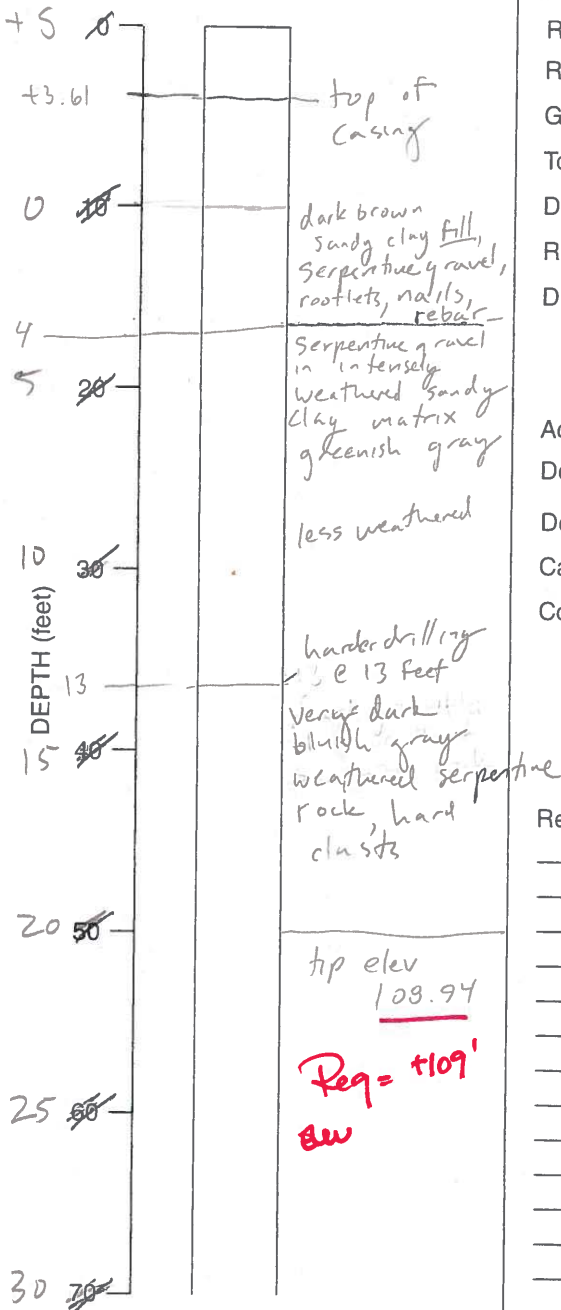 +5 0
+3.61
top of
casing
0 10
dark brown
sandy clay fill,
serpentine gravel,
rootlets, nails,
rebar
4
serpentine gravel
in intensely
5 20
weathered sandy
clay matrix
greenish gray
less weathered
10 30
DEPTH (feet)
harder drilling
@ 13 feet
13
very dark
bluish gray
15 40
weathered serpentine
rock, hard
clasts
20 50
tip elev
108.94
Req = +109'
elev
25 60
30 70
R
R
G
To
D
R
D
Ac
De
De
Ca
Co
Re